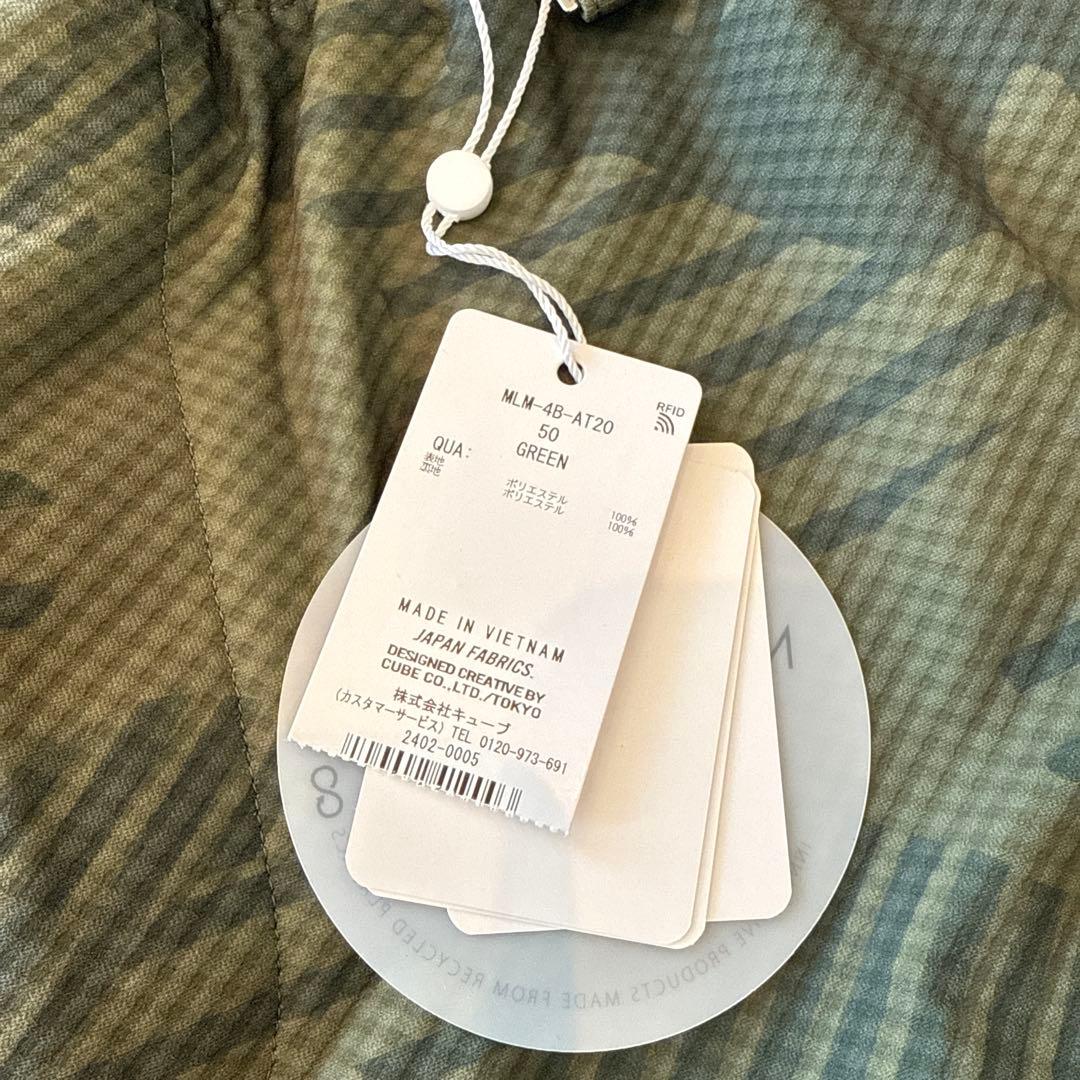 MLM-4B-AT20
RFID
50
GREEN
QUA:
表地 ポリエステル 100%
裏地 ポリエステル 100%
MADE IN VIETNAM
JAPAN FABRICS.
DESIGNED CREATIVE BY
CUBE CO.,LTD./TOKYO
株式会社キューブ
(カスタマーサービス) TEL 0120-973-691
2402-0005
PRODUCTS MADE FROM RECYCLED